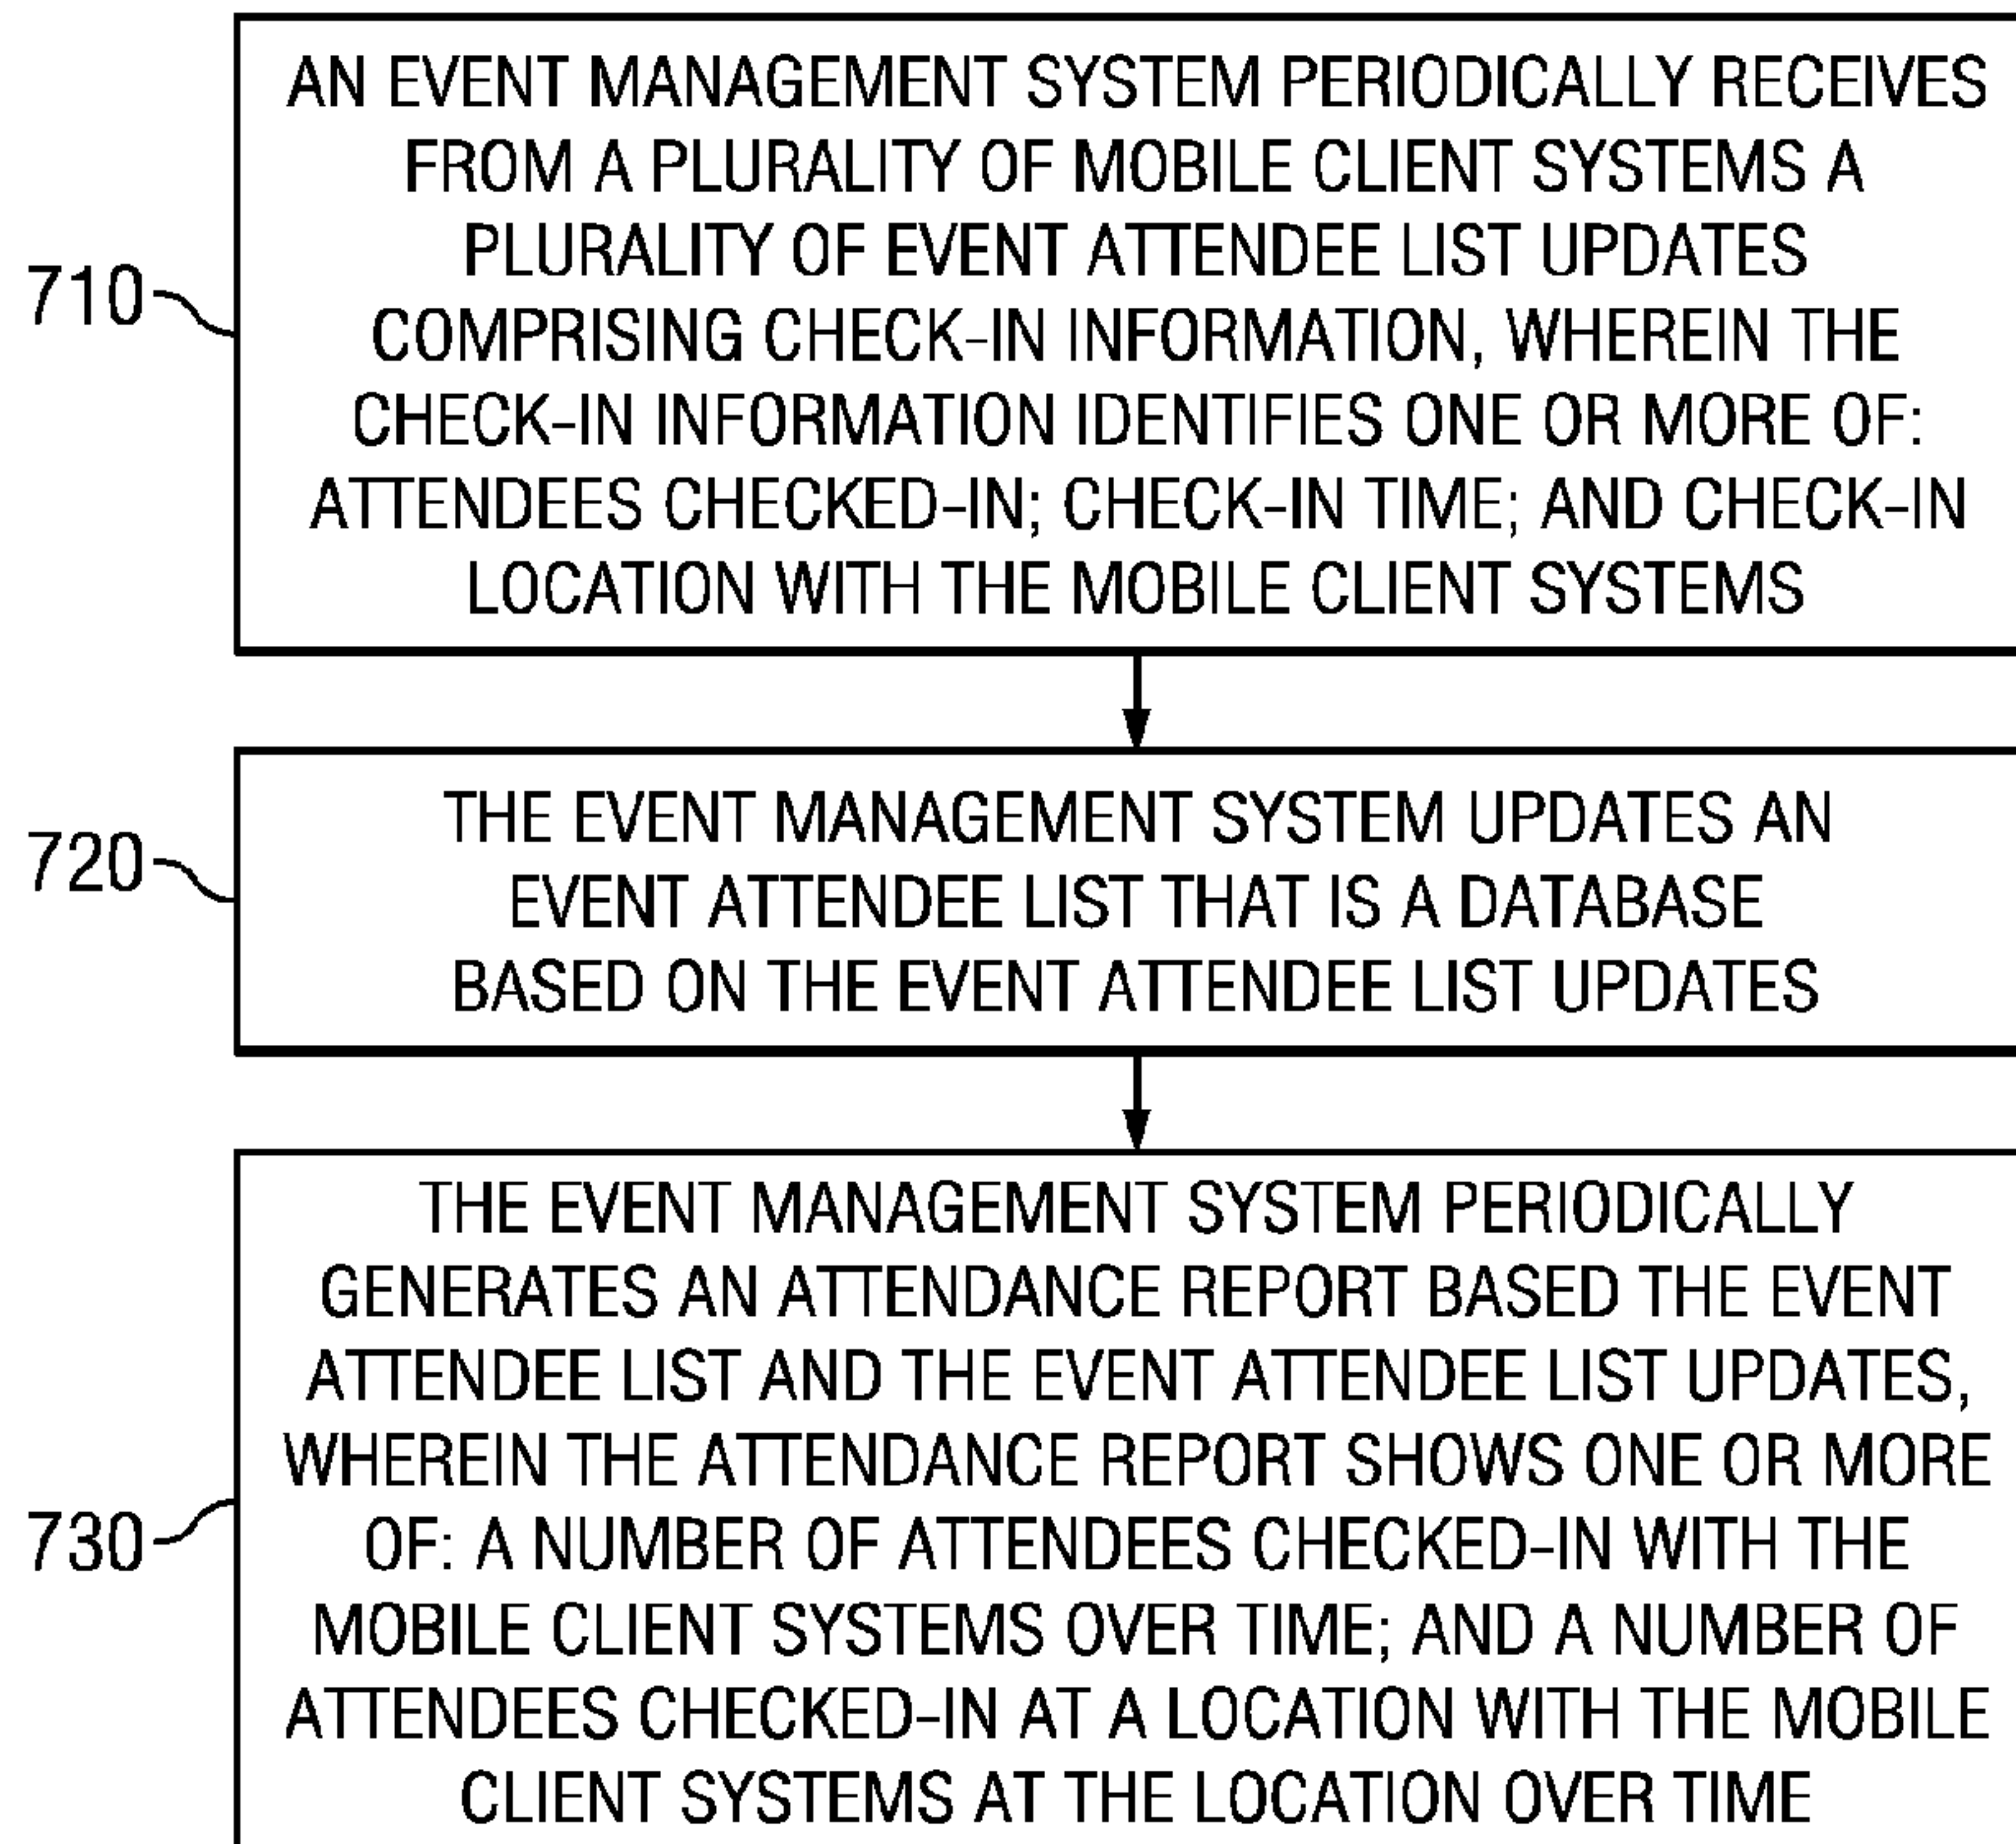 AN EVENT MANAGEMENT SYSTEM PERIODICALLY RECEIVES
FROM A PLURALITY OF MOBILE CLIENT SYSTEMS A
PLURALITY OF EVENT ATTENDEE LIST UPDATES
COMPRISING CHECK-IN INFORMATION, WHEREIN THE
CHECK-IN INFORMATION IDENTIFIES ONE OR MORE OF:
ATTENDEES CHECKED-IN; CHECK-IN TIME; AND CHECK-IN
LOCATION WITH THE MOBILE CLIENT SYSTEMS
710
THE EVENT MANAGEMENT SYSTEM UPDATES AN
EVENT ATTENDEE LIST THAT IS A DATABASE
BASED ON THE EVENT ATTENDEE LIST UPDATES
720
THE EVENT MANAGEMENT SYSTEM PERIODICALLY
GENERATES AN ATTENDANCE REPORT BASED THE EVENT
ATTENDEE LIST AND THE EVENT ATTENDEE LIST UPDATES,
WHEREIN THE ATTENDANCE REPORT SHOWS ONE OR MORE
OF: A NUMBER OF ATTENDEES CHECKED-IN WITH THE
MOBILE CLIENT SYSTEMS OVER TIME; AND A NUMBER OF
ATTENDEES CHECKED-IN AT A LOCATION WITH THE MOBILE
CLIENT SYSTEMS AT THE LOCATION OVER TIME
730